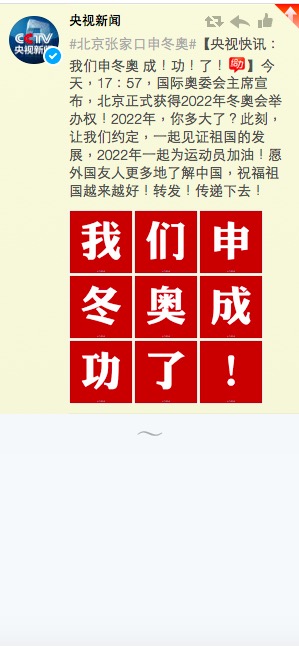 央视新闻
CCTV
央视新闻
#北京张家口申冬奥#【央视快讯：
我们申冬奥 成！功！了！】今
天，17：57，国际奥委会主席宣
布，北京正式获得2022年冬奥会举
办权！2022年，你多大了？此刻，
让我们约定，一起见证祖国的发
展，2022年一起为运动员加油！愿
外国友人更多地了解中国，祝福祖
国越来越好！转发！传递下去！
我 们 申
冬 奥 成
功 了 ！